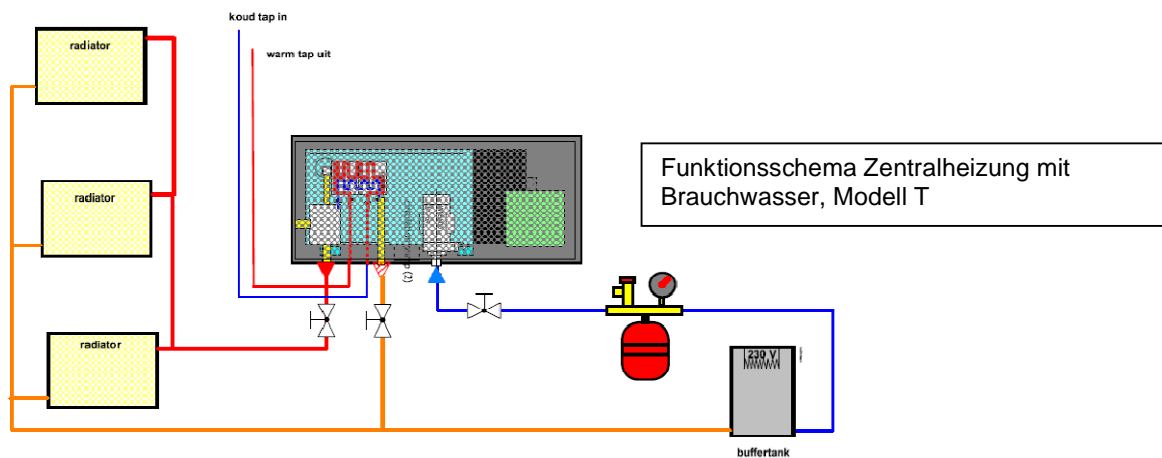 koud tap in
warm tap uit
radiator
radiator
radiator
Funktionsschema Zentralheizung mit
Brauchwasser, Modell T
230 V
buffertank